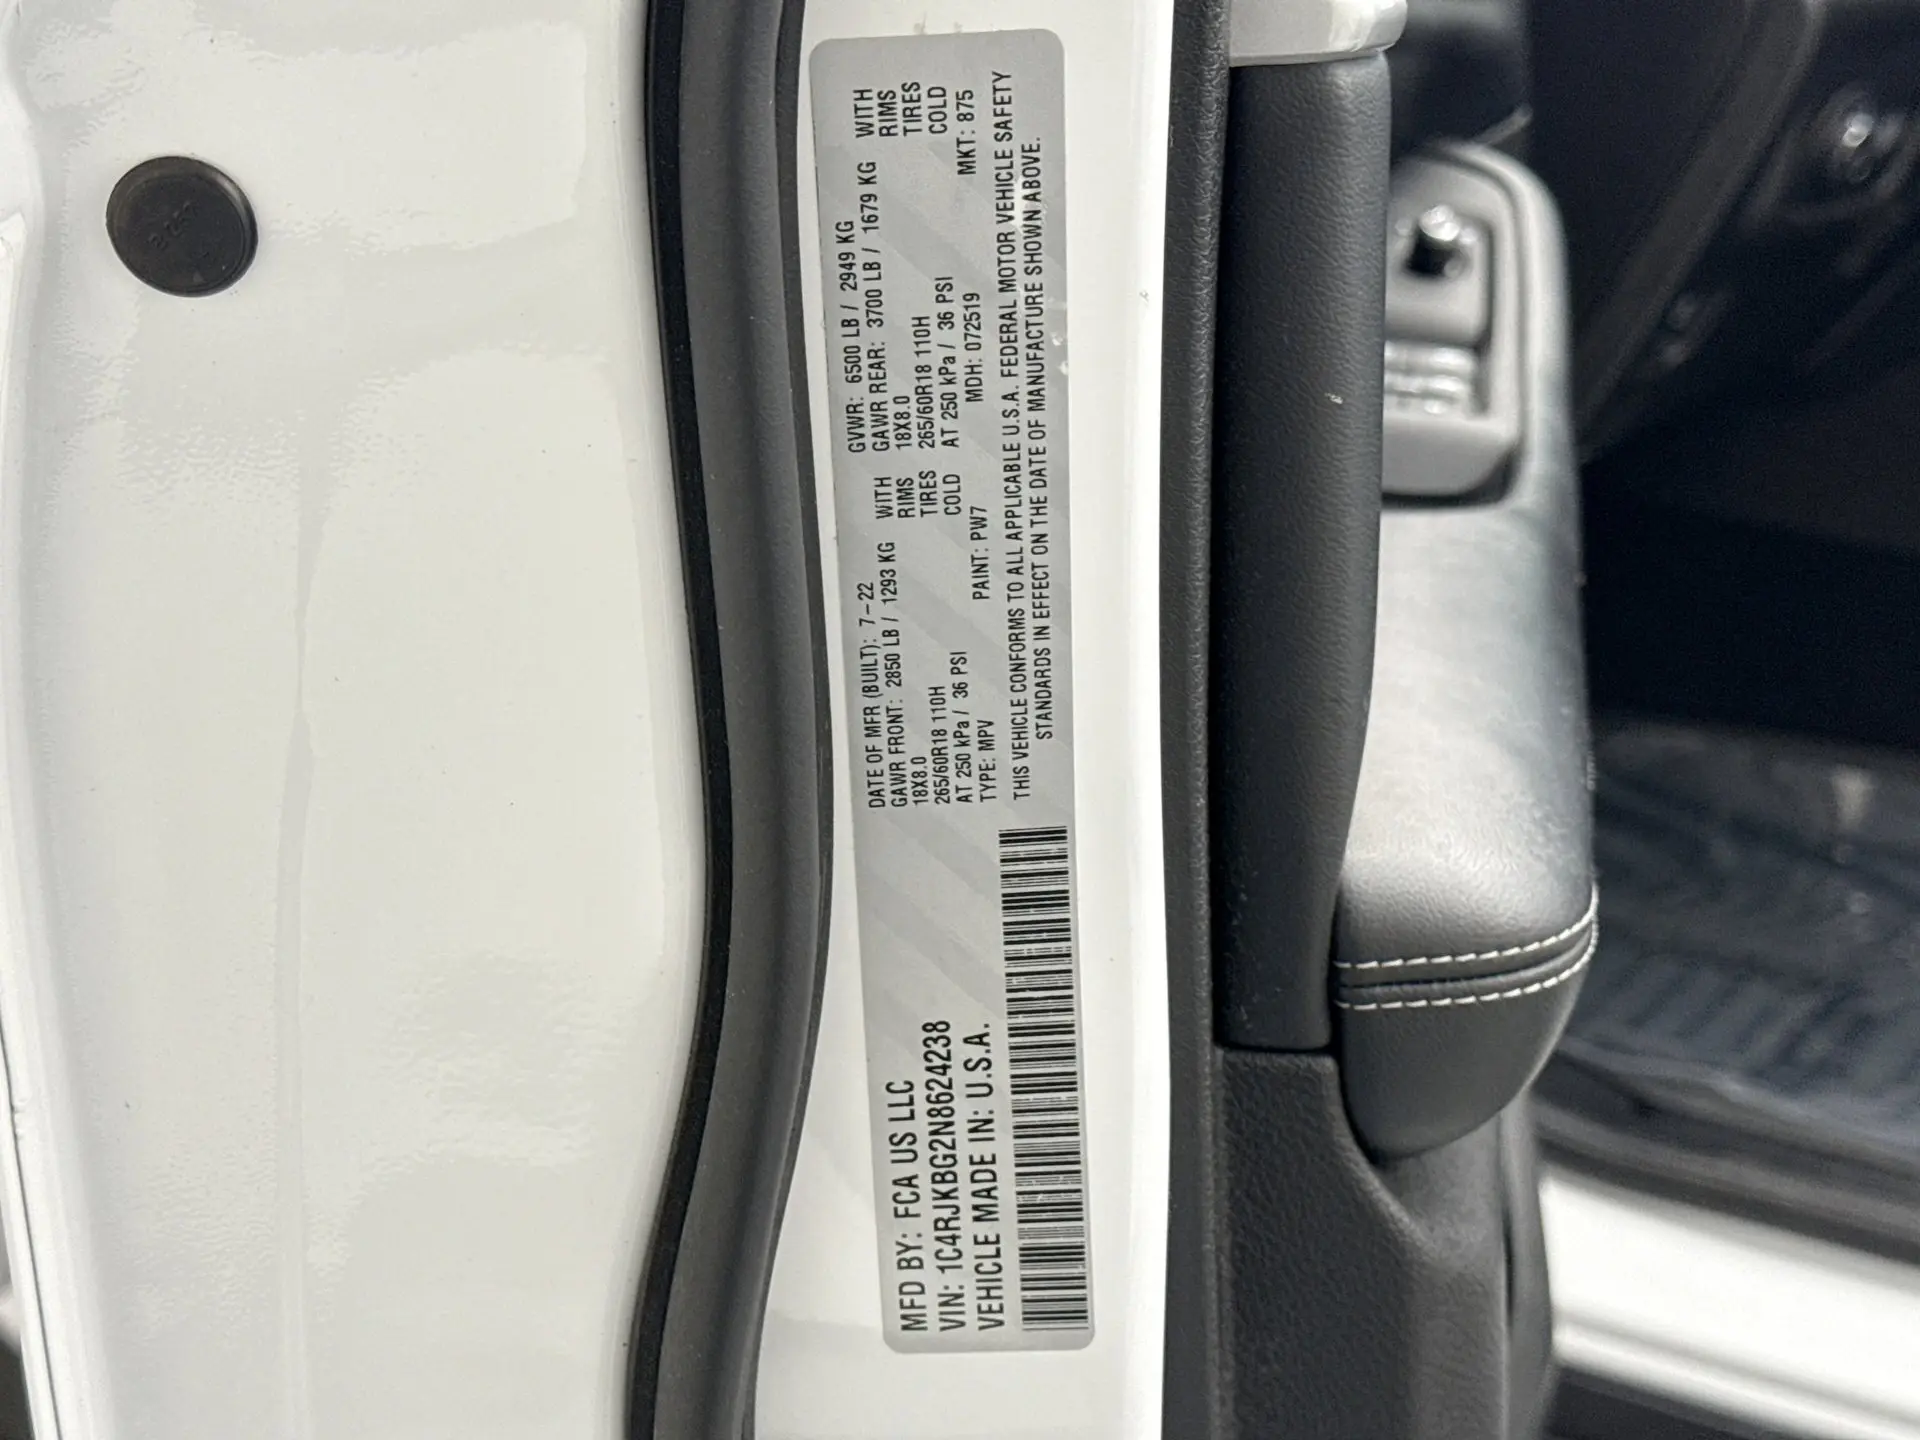 MFD BY: FCA US LLC
VIN: 1C4RJKBG2N8624238
VEHICLE MADE IN: U.S.A.
DATE OF MFR (BUILT): 7-22 GVWR: 6500 LB / 2949 KG
GAWR FRONT: 2850 LB / 1293 KG WITH GAWR REAR: 3700 LB / 1679 KG WITH
18X8.0 RIMS 18X8.0 RIMS
265/60R18 110H TIRES 265/60R18 110H TIRES
AT 250 kPa / 36 PSI COLD AT 250 kPa / 36 PSI COLD
TYPE: MPV PAINT: PW7 MDH: 072519 MKT: 875
THIS VEHICLE CONFORMS TO ALL APPLICABLE U.S.A. FEDERAL MOTOR VEHICLE SAFETY
STANDARDS IN EFFECT ON THE DATE OF MANUFACTURE SHOWN ABOVE.